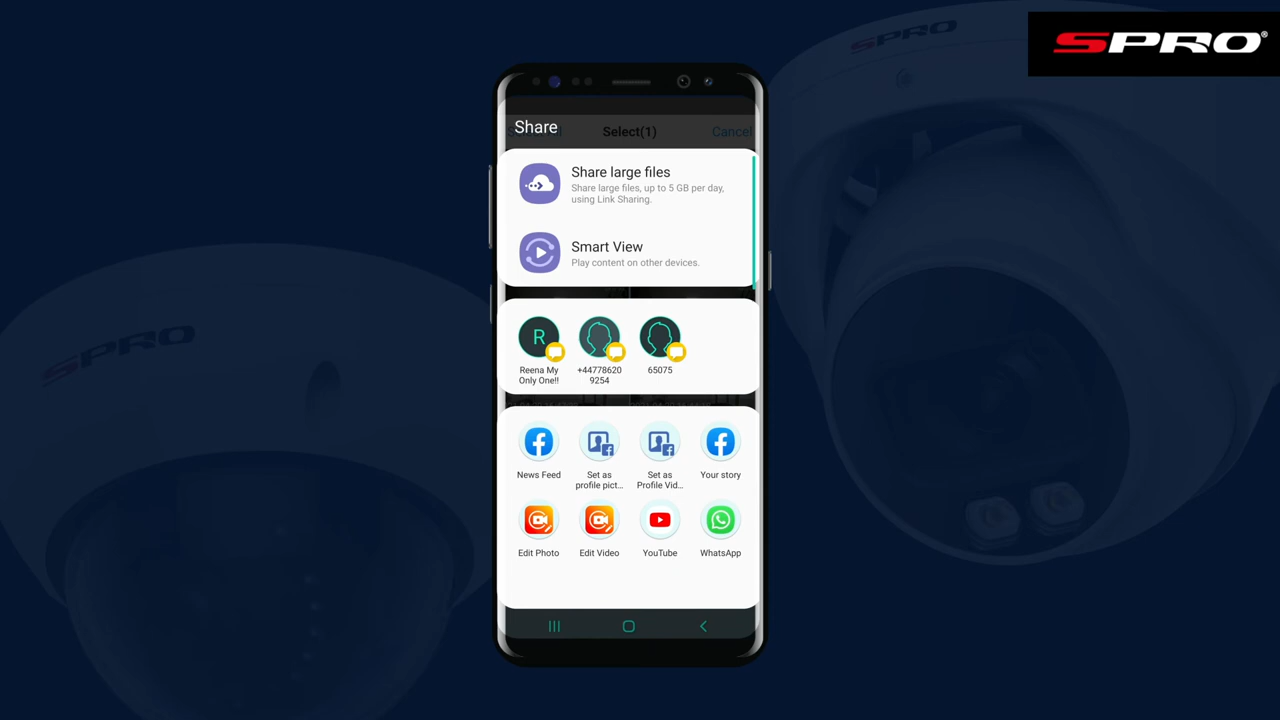 SPRO®
SPRO
SPRO
Share
Select(1)
Cancel
Share large files
Share large files, up to 5 GB per day,
using Link Sharing.
Smart View
Play content on other devices.
R
Reena My
Only One!!
+44778620
9254
65075
News Feed
Set as
profile pict...
Set as
Profile Vid...
Your story
Edit Photo
Edit Video
YouTube
WhatsApp